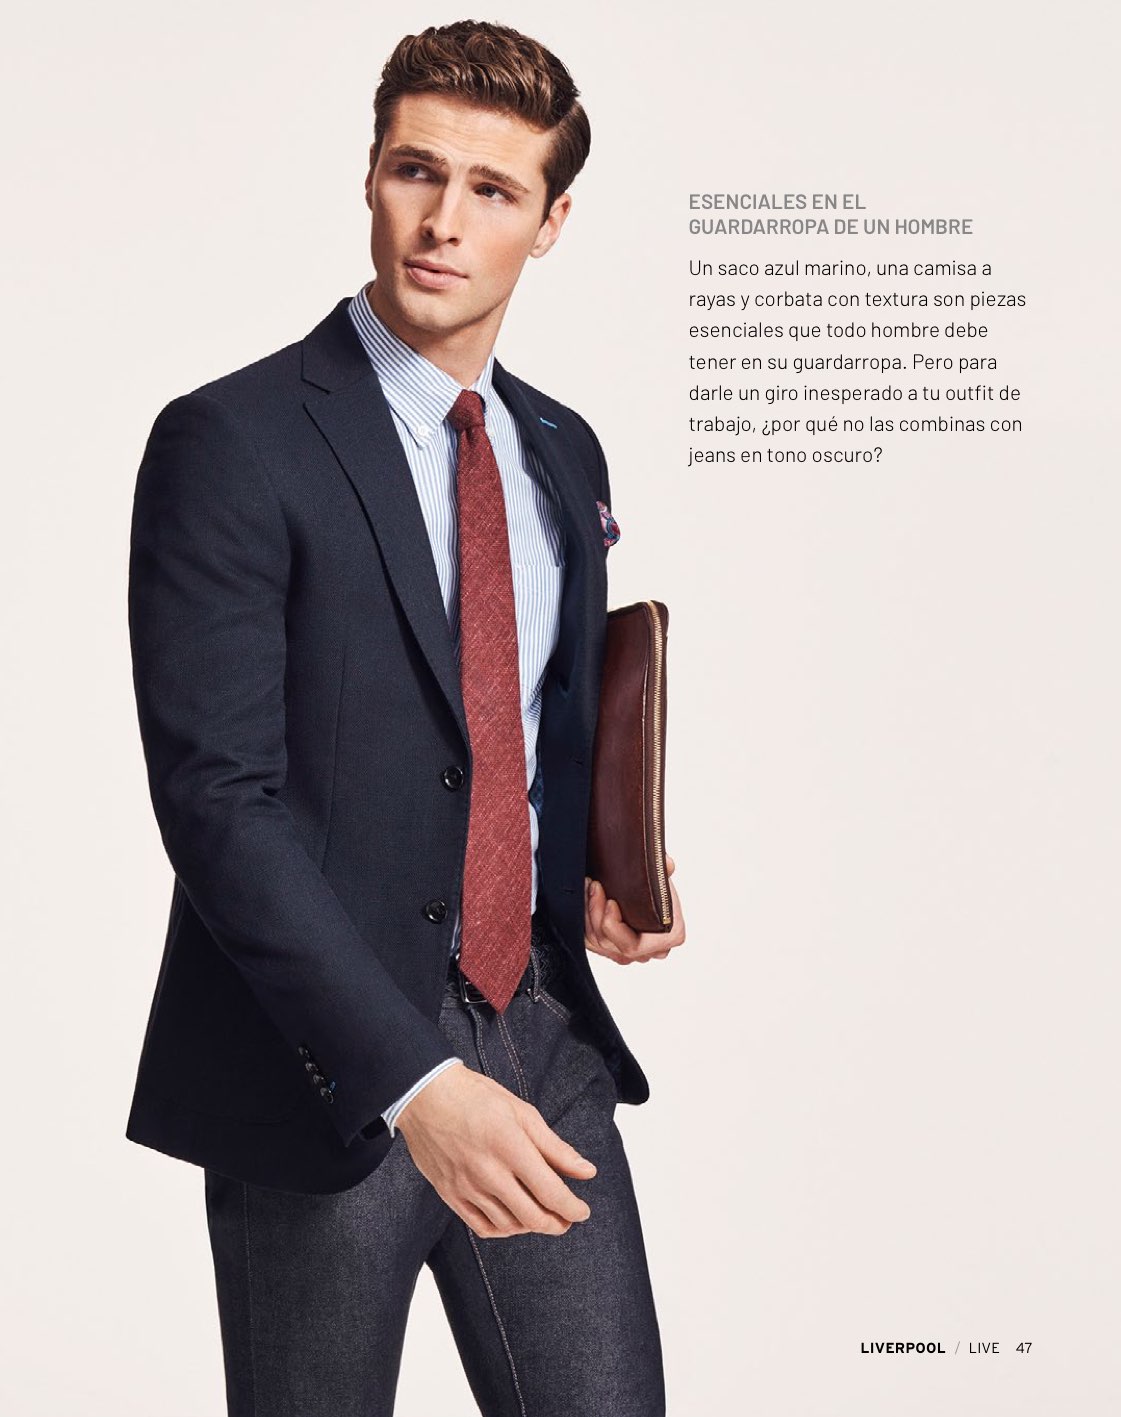 ESENCIALES EN EL
GUARDARROPA DE UN HOMBRE
Un saco azul marino, una camisa a
rayas y corbata con textura son piezas
esenciales que todo hombre debe
tener en su guardarropa. Pero para
darle un giro inesperado a tu outfit de
trabajo, ¿por qué no las combinas con
jeans en tono oscuro?
LIVERPOOL / LIVE 47